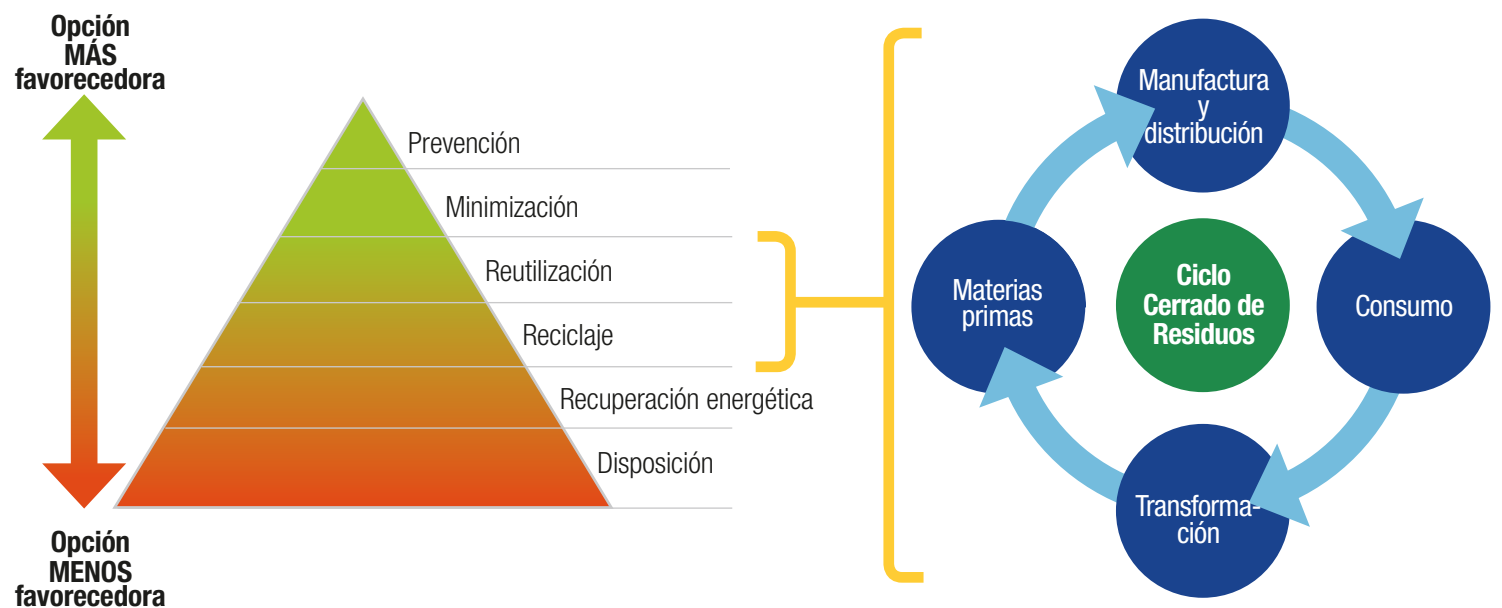 Opción
MÁS
favorecedora
Prevención
Minimización
Reutilización
Reciclaje
Recuperación energética
Disposición
Opción
MENOS
favorecedora
Manufactura
y
distribución
Materias
primas
Ciclo
Cerrado de
Residuos
Consumo
Transforma-
ción